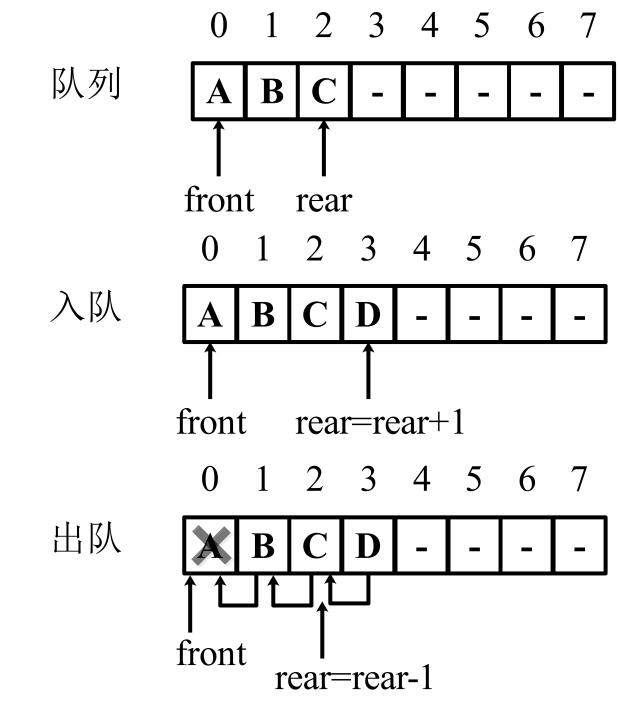 0 1 2 3 4 5 6 7
队列 A B C - - - - -
front rear
0 1 2 3 4 5 6 7
入队 A B C D - - - -
front rear=rear+1
0 1 2 3 4 5 6 7
出队 A B C D - - - -
front
rear=rear-1